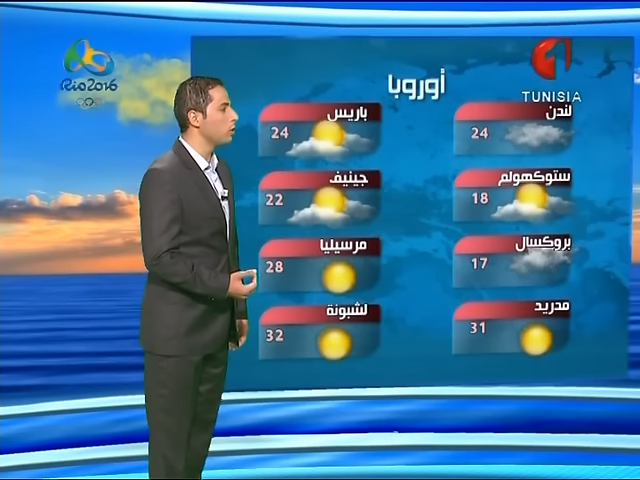 Rio2016
أوروبا
TUNISIA
لندن
24
باريس
24
ستوكهولم
18
جينيف
22
بروكسال
17
مرسيليا
28
مدريد
31
لشبونة
32